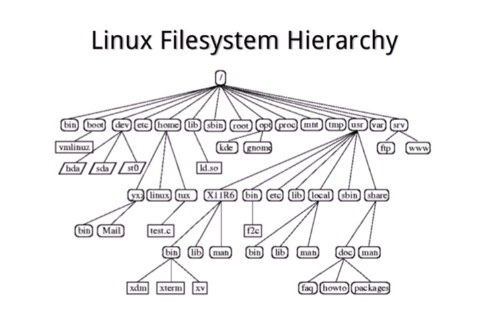 Linux Filesystem Hierarchy
/
bin boot dev etc home lib sbin root opt proc mnt tmp usr var srv
vmlinuz kde gnome ftp www
hda sda st0 ld.so
yxz linux tux X11R6 bin etc lib local sbin share
bin Mail test.c f2c
bin lib man bin lib man doc man
xdm xterm xv faq howto packages